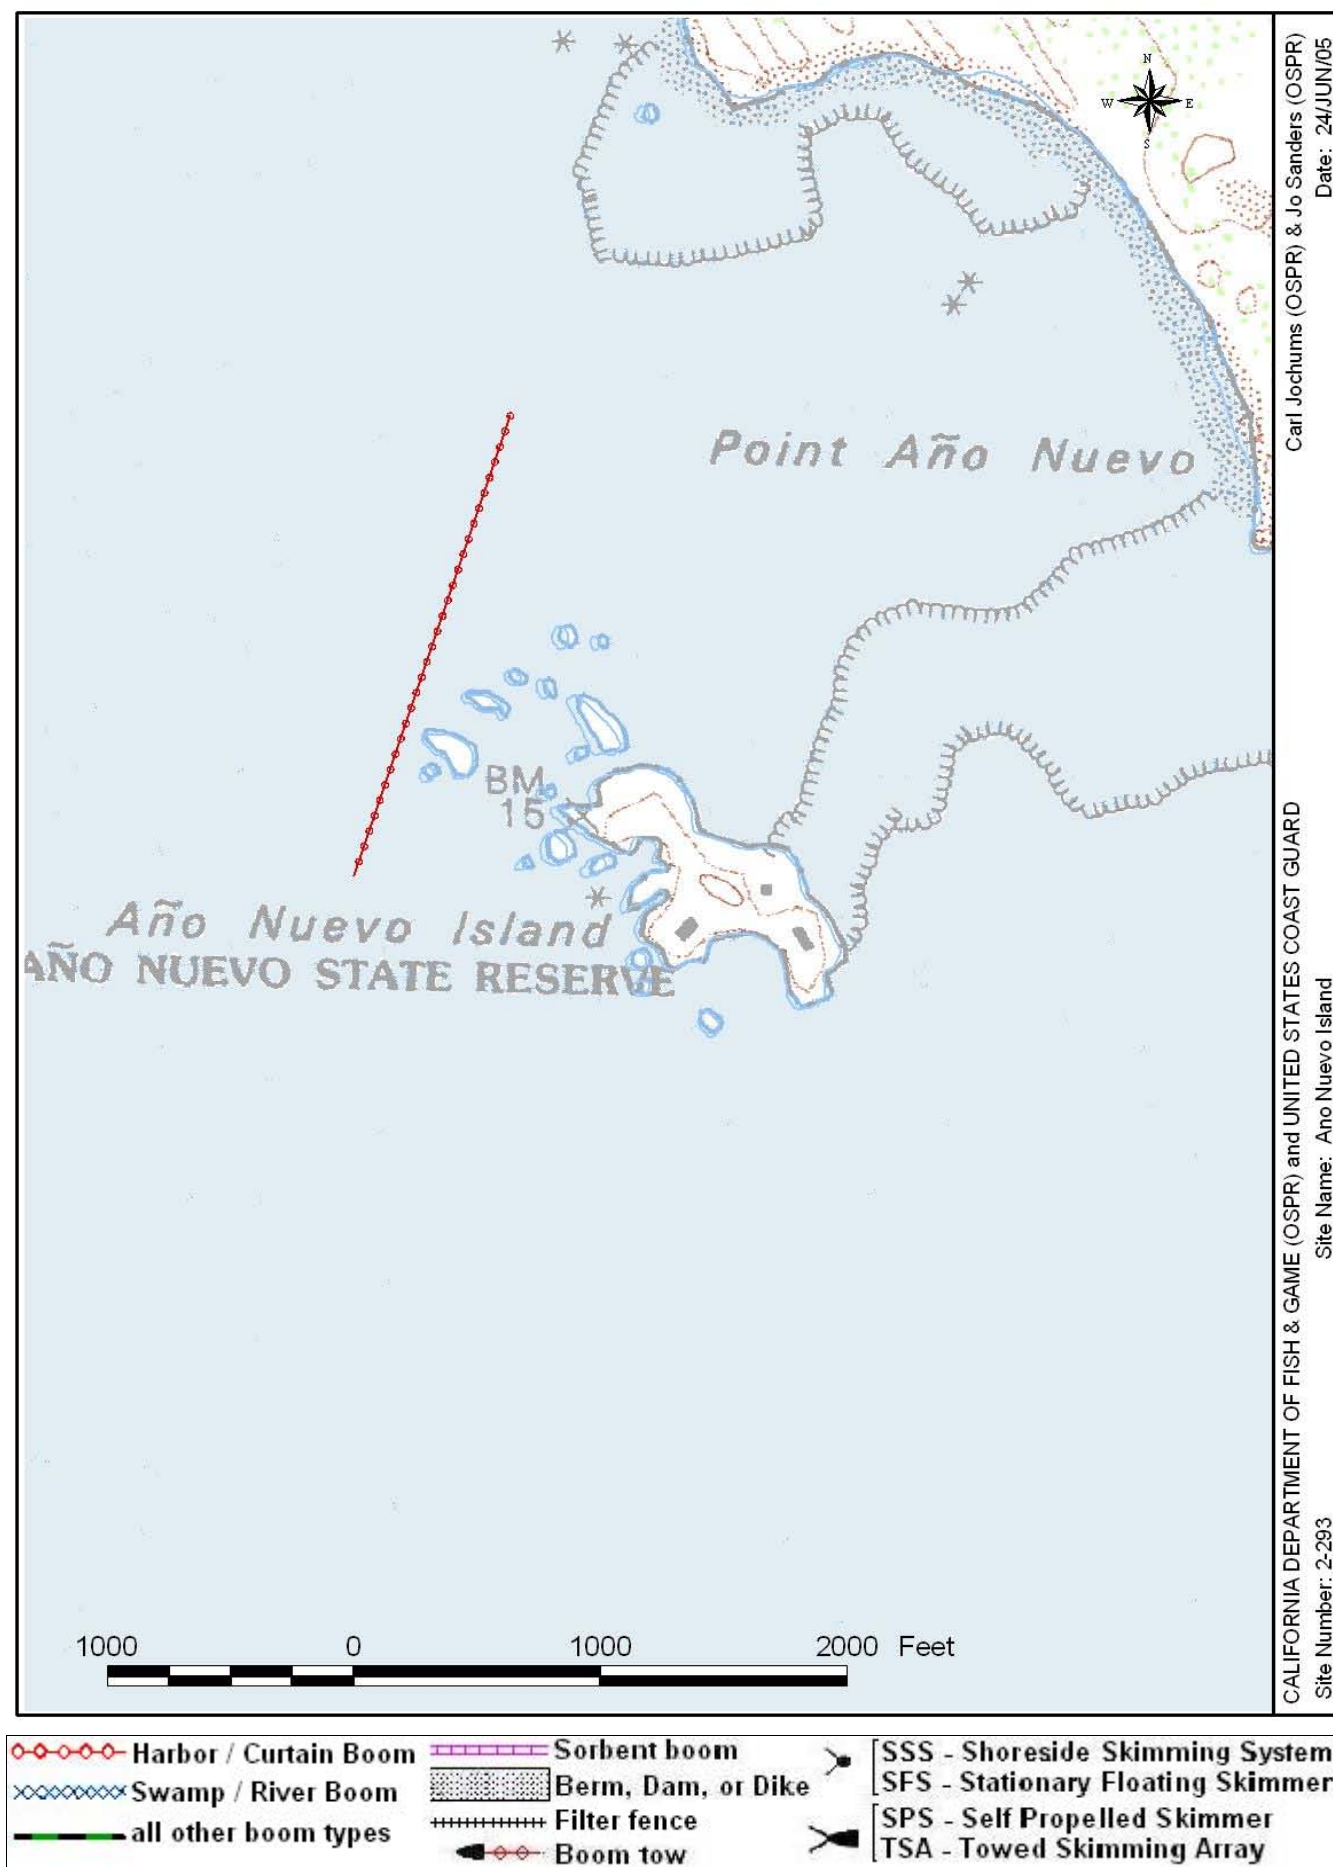 N
W E
S
Point Año Nuevo
BM
15
Año Nuevo Island
AÑO NUEVO STATE RESERVE
1000 0 1000 2000 Feet
CALIFORNIA DEPARTMENT OF FISH & GAME (OSPR) and UNITED STATES COAST GUARD Carl Jochums (OSPR) & Jo Sanders (OSPR)
Site Number: 2-293 Site Name: Ano Nuevo Island Date: 24/JUN/05
Harbor / Curtain Boom
Swamp / River Boom
all other boom types
Sorbent boom
Berm, Dam, or Dike
Filter fence
Boom tow
SSS - Shoreside Skimming System
SFS - Stationary Floating Skimmer
SPS - Self Propelled Skimmer
TSA - Towed Skimming Array